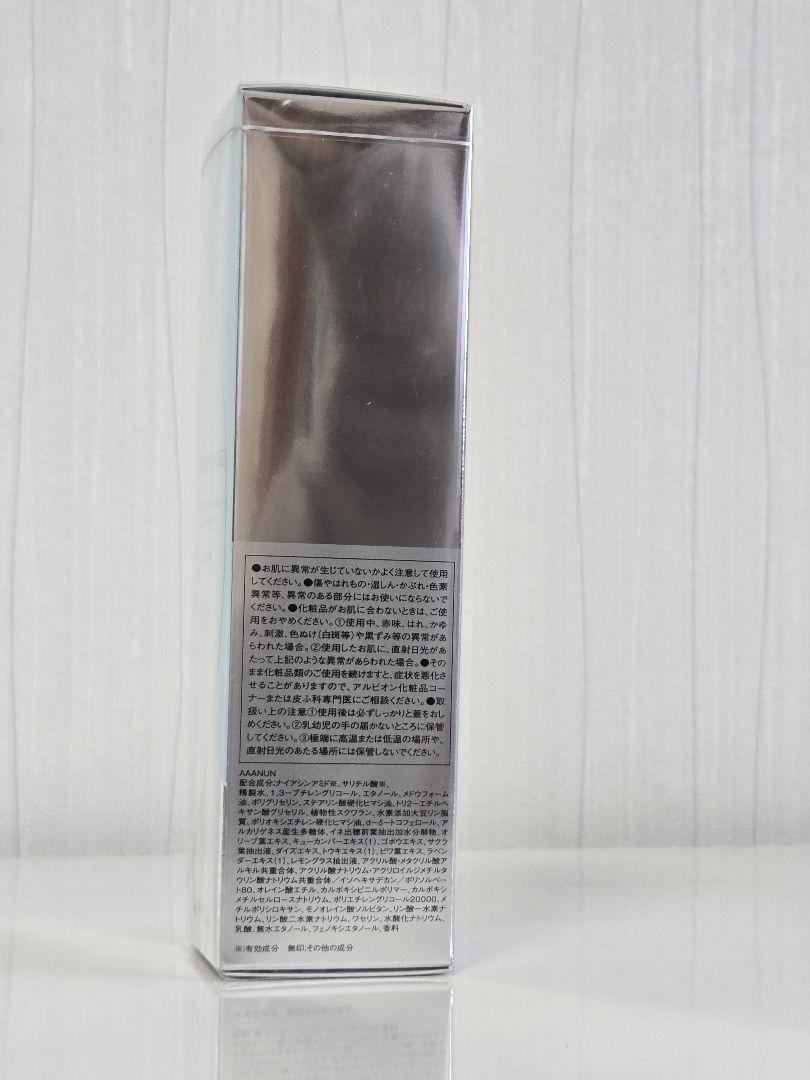 ●お肌に異常が生じていないかよく注意して使用
してください。●傷やはれもの・湿しん・かぶれ・色素
異常等、異常のある部分にはお使いにならないで
ください。●化粧品がお肌に合わないときは、ご使
用をおやめください。①使用中、赤味、はれ、かゆ
み、刺激、色ぬけ(白斑等)や黒ずみ等の異常があ
らわれた場合。②使用したお肌に、直射日光があ
たって上記のような異常があらわれた場合。●その
まま化粧品類のご使用を続けますと、症状を悪化さ
せることがありますので、アルビオン化粧品コー
ナーまたは皮ふ科専門医にご相談ください。●取
扱い上の注意①使用後は必ずしっかりと蓋をおし
めください。②乳幼児の手の届かないところに保管
してください。③極端に高温または低温の場所や、
直射日光のあたる場所には保管しないでください。
AAANUN
配合成分:ナイアシンアミド※、サリチル酸※、
精製水、1,3-ブチレングリコール、エタノール、メドウフォーム
油、ポリグリセリン、ステアリン酸硬化ヒマシ油、トリ2-エチルヘ
キサン酸グリセリル、植物性スクワラン、水素添加大豆リン脂
質、ポリオキシエチレン硬化ヒマシ油、d-δ-トコフェロール、ア
ルカリゲネス産生多糖体、イネ出穂前葉抽出加水分解物、オ
リーブ葉エキス、キューカンバーエキス(1)、ゴボウエキス、サクラ
葉抽出液、ダイズエキス、トウキエキス(1)、ビワ葉エキス、ラベン
ダーエキス(1)、レモングラス抽出液、アクリル酸・メタクリル酸ア
ルキル共重合体、アクリル酸ナトリウム・アクリロイルジメチルタ
ウリン酸ナトリウム共重合体/イソヘキサデカン/ポリソルベー
ト80、オレイン酸エチル、カルボキシビニルポリマー、カルボキシ
メチルセルロースナトリウム、ポリエチレングリコール20000、メ
チルポリシロキサン、モノオレイン酸ソルビタン、リン酸一水素ナ
トリウム、リン酸二水素ナトリウム、ワセリン、水酸化ナトリウム、
乳酸、無水エタノール、フェノキシエタノール、香料
※:有効成分 無印:その他の成分